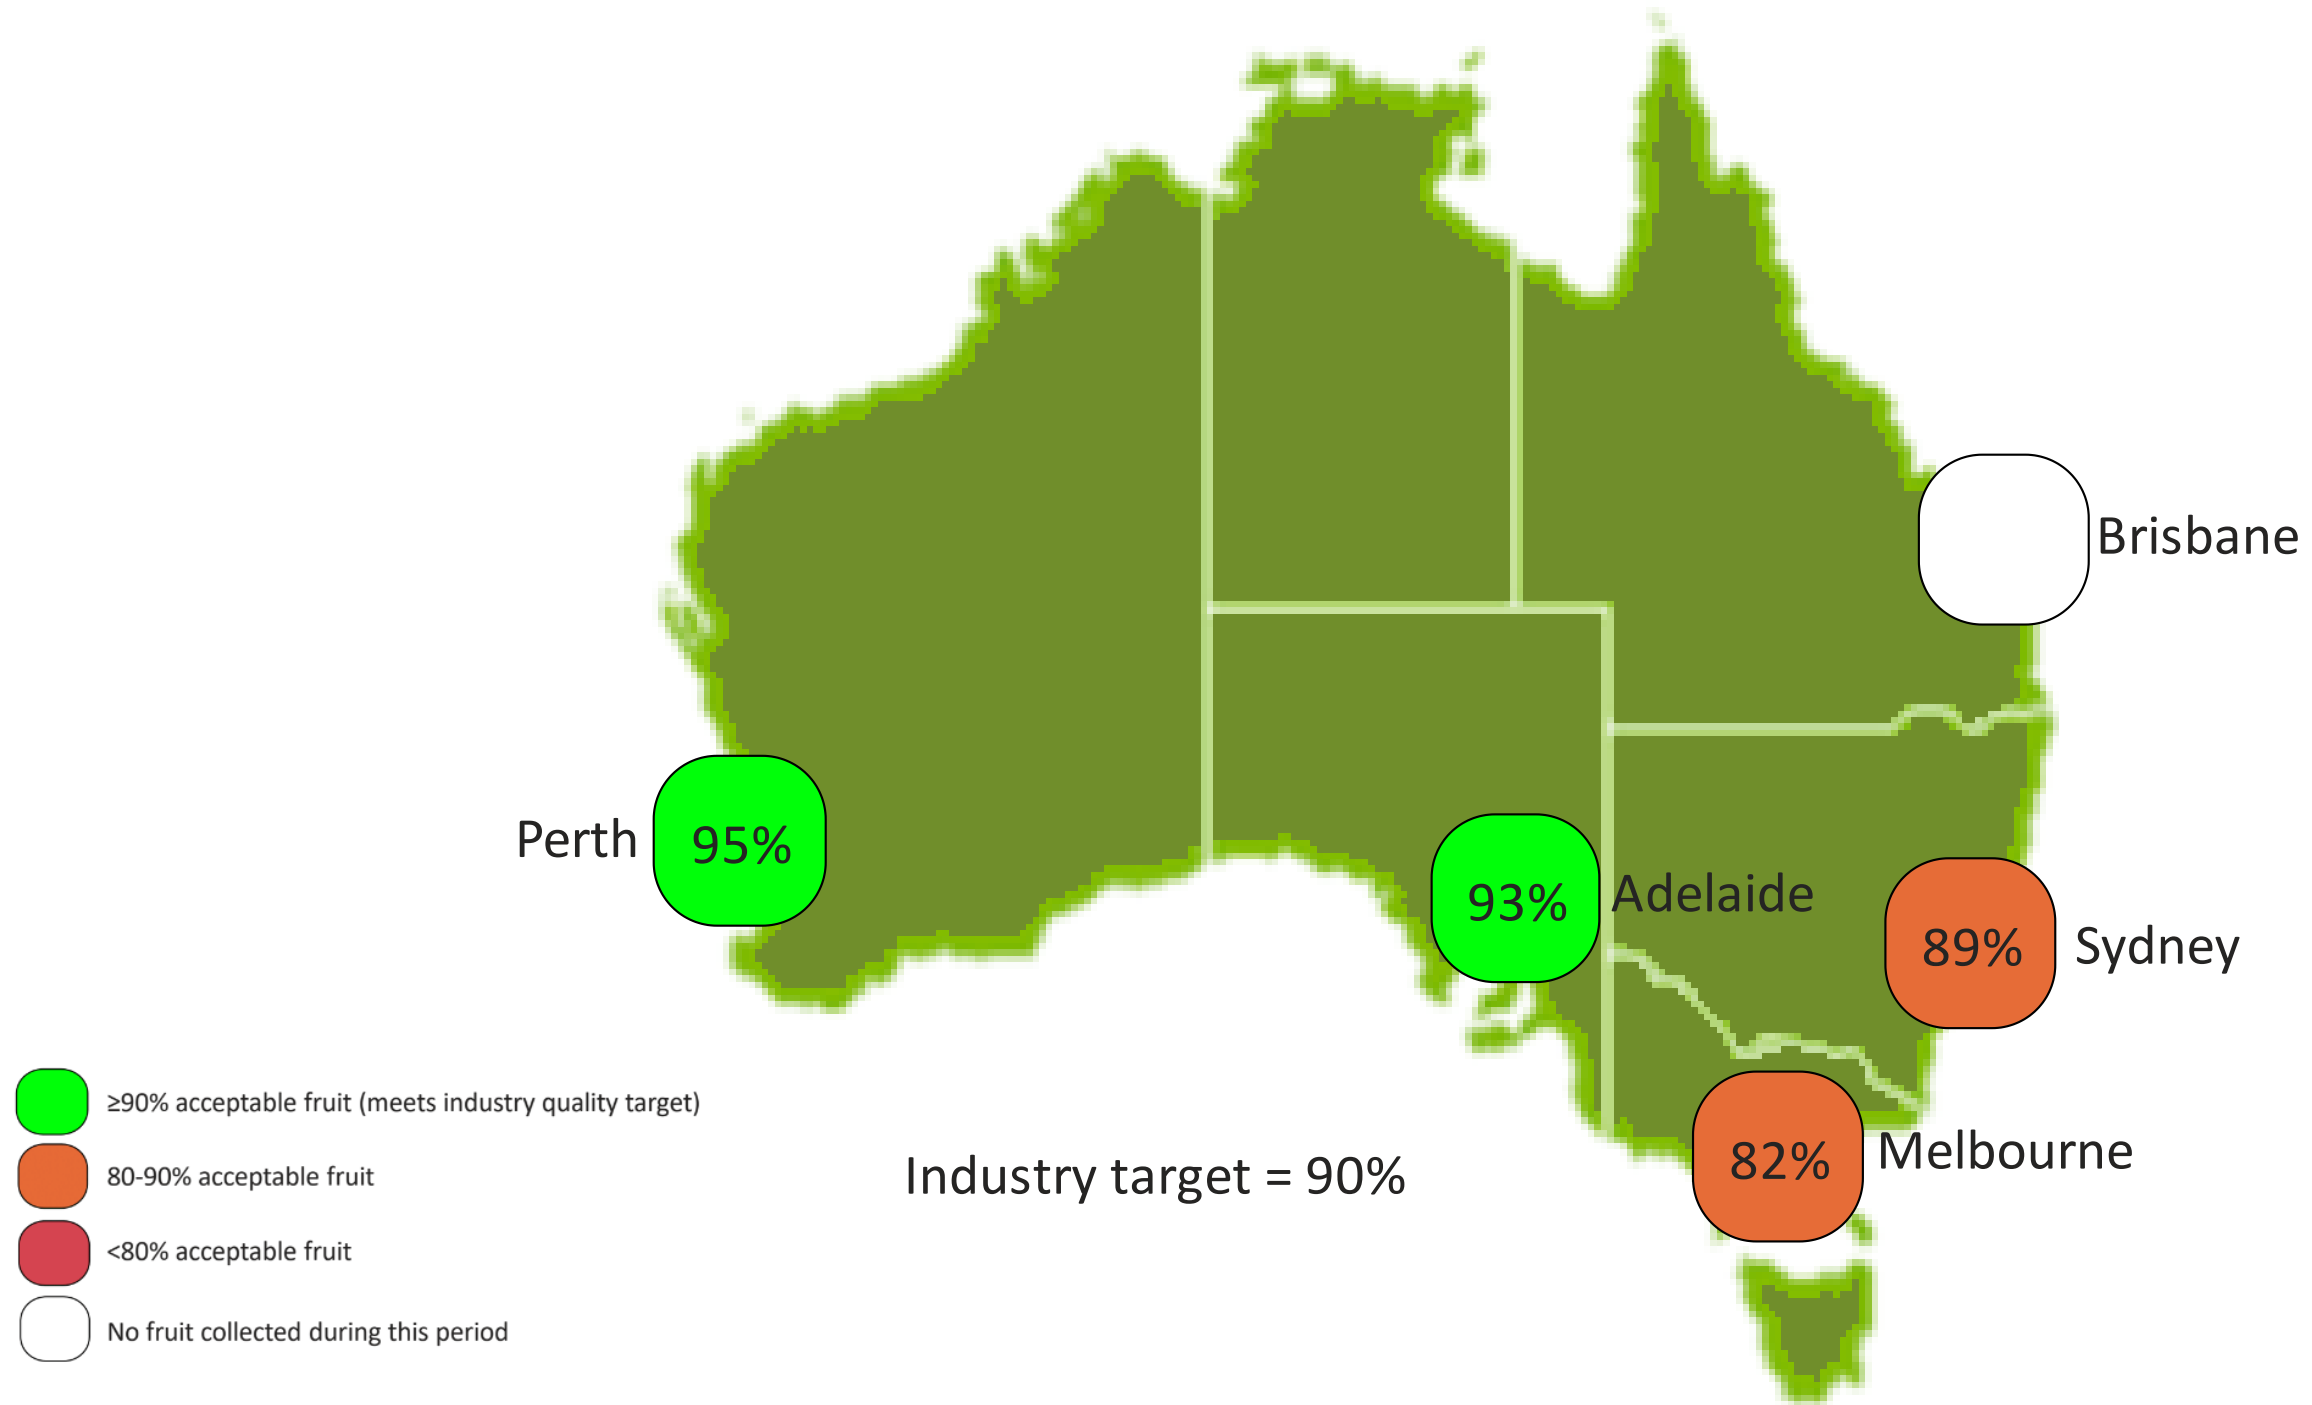 Brisbane
Perth
95%
93%
Adelaide
89%
Sydney
82%
Melbourne
Industry target = 90%
≥90% acceptable fruit (meets industry quality target)
80-90% acceptable fruit
<80% acceptable fruit
No fruit collected during this period